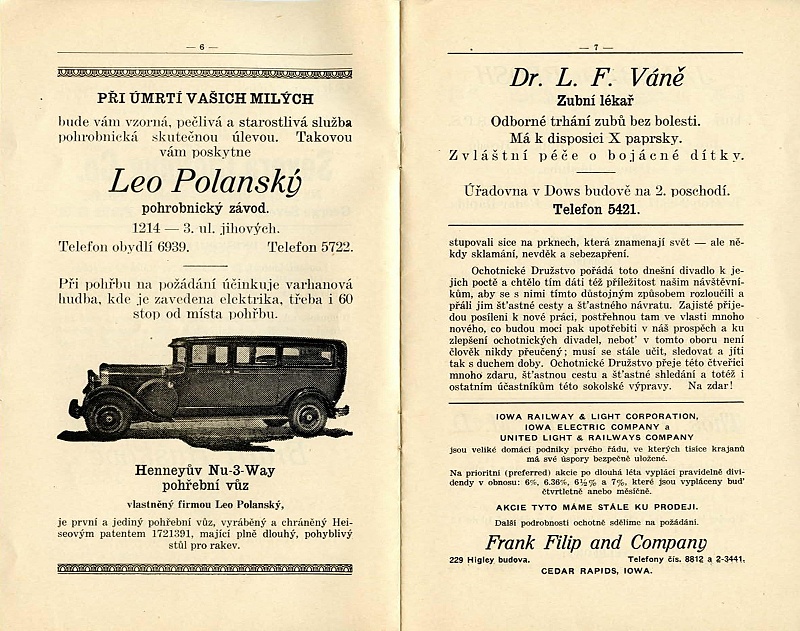 — 6 —
PŘI ÚMRTÍ VAŠICH MILÝCH
bude vám vzorná, pečlivá a starostlivá služba
pohrobnická skutečnou úlevou. Takovou
vám poskytne
Leo Polanský
pohrobnický závod.
1214 — 3. ul. jihových.
Telefon obydlí 6939. Telefon 5722.
Při pohřbu na požádání účinkuje varhanová
hudba, kde je zavedena elektrika, třeba i 60
stop od místa pohřbu.
Henneyův Nu-3-Way
pohřební vůz
vlastněný firmou Leo Polanský,
je první a jediný pohřební vůz, vyráběný a chráněný Hei-
seovým patentem 1721391, mající plně dlouhý, pohyblivý
stůl pro rakev.
— 7 —
Dr. L. F. Váně
Zubní lékař
Odborné trhání zubů bez bolesti.
Má k disposici X paprsky.
Zvláštní péče o bojácné dítky.
Úřadovna v Dows budově na 2. poschodí.
Telefon 5421.
stupovali sice na prknech, která znamenají svět — ale ně-
kdy sklamání, nevděk a sebezapření.
Ochotnické Družstvo pořádá toto dnešní divadlo k je-
jich poctě a chtělo tím dáti též příležitost našim návštěvní-
kům, aby se s nimi tímto důstojným způsobem rozloučili a
přáli jim šťastné cesty a šťastného návratu. Zajisté přije-
dou posíleni k nové práci, postřehnou tam ve vlasti mnoho
nového, co budou moci pak upotřebiti v náš prospěch a ku
zlepšení ochotnických divadel, neboť v tomto oboru není
člověk nikdy přeučený; musí se stále učit, sledovat a jíti
tak s duchem doby. Ochotnické Družstvo přeje této čtveřici
mnoho zdaru, šťastnou cestu a šťastné shledání a totéž i
ostatním účastníkům této sokolské výpravy. Na zdar!
IOWA RAILWAY & LIGHT CORPORATION,
IOWA ELECTRIC COMPANY a
UNITED LIGHT & RAILWAYS COMPANY
jsou veliké domácí podniky prvého řádu, ve kterých tisíce krajanů
má své úspory bezpečně uložené.
Na prioritní (preferred) akcie po dlouhá léta vyplácí pravidelně divi-
dendy v obnosu: 6%, 6.36%, 6½% a 7%, které jsou vypláceny buď
čtvrtletně anebo měsíčně.
AKCIE TYTO MÁME STÁLE KU PRODEJI.
Další podrobnosti ochotně sdělíme na požádání.
Frank Filip and Company
229 Higley budova. Telefony čís. 8812 a 2-3441.
CEDAR RAPIDS, IOWA.